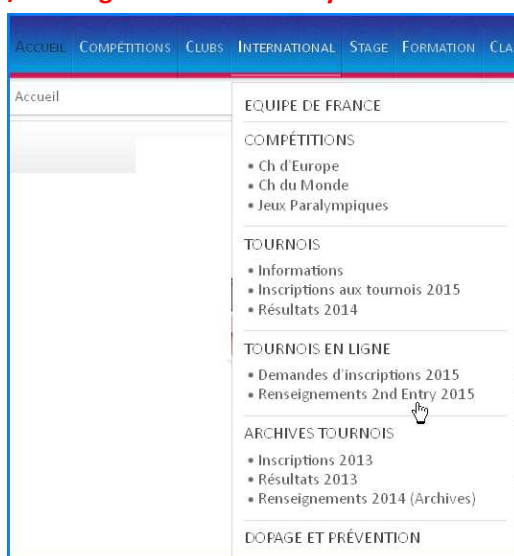 ACCUEIL COMPÉTITIONS CLUBS INTERNATIONAL STAGE FORMATION
Accueil
EQUIPE DE FRANCE
COMPÉTITIONS
• Ch d'Europe
• Ch du Monde
• Jeux Paralympiques
TOURNOIS
• Informations
• Inscriptions aux tournois 2015
• Résultats 2014
TOURNOIS EN LIGNE
• Demandes d'inscriptions 2015
• Renseignements 2nd Entry 2015
ARCHIVES TOURNOIS
• Inscriptions 2013
• Résultats 2013
• Renseignements 2014 (Archives)
DOPAGE ET PRÉVENTION